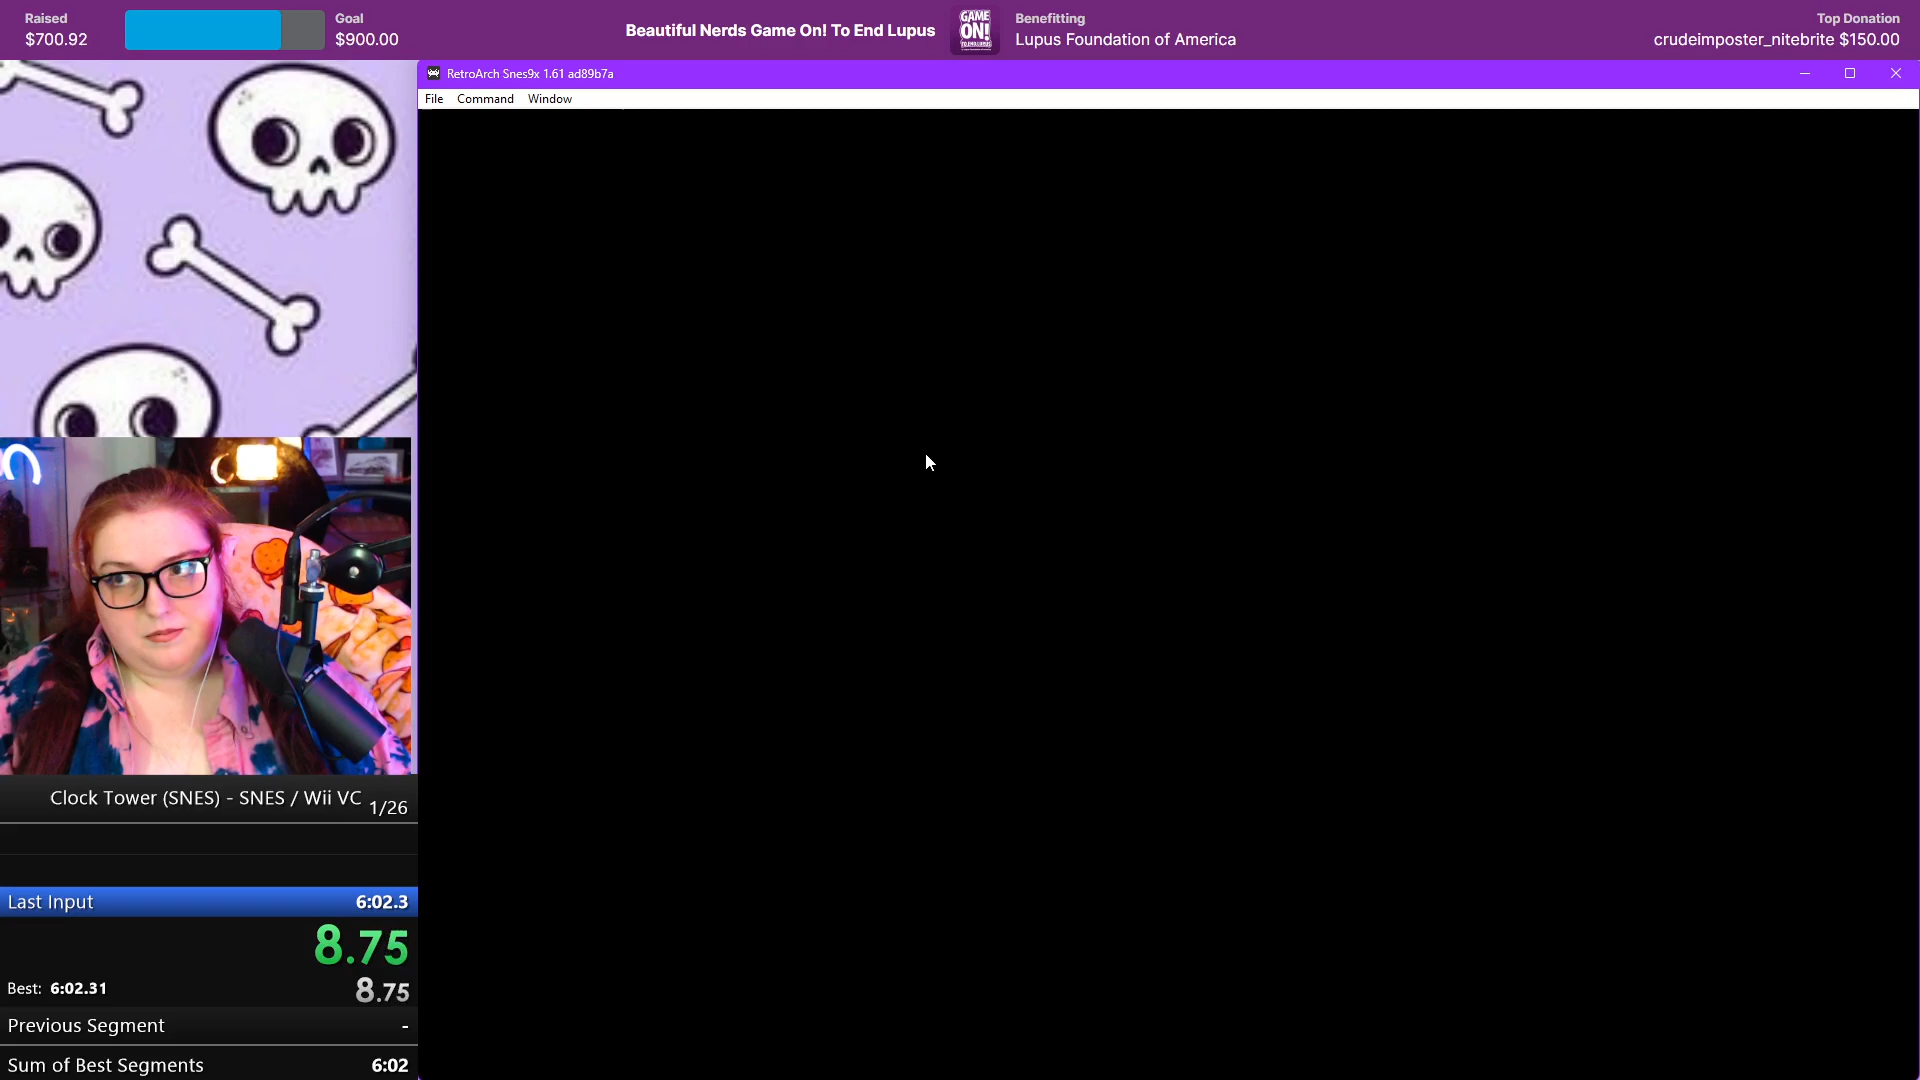 Raised
$700.92
Goal
$900.00
Beautiful Nerds Game On! To End Lupus
GAME
ON!
TO END LUPUS
Benefitting
Lupus Foundation of America
Top Donation
crudeimposter_nitebrite $150.00
RetroArch Snes9x 1.61 ad89b7a
File Command Window
Clock Tower (SNES) - SNES / Wii VC
1/26
Last Input 6:02.3
8.75
Best: 6:02.31 8.75
Previous Segment -
Sum of Best Segments 6:02